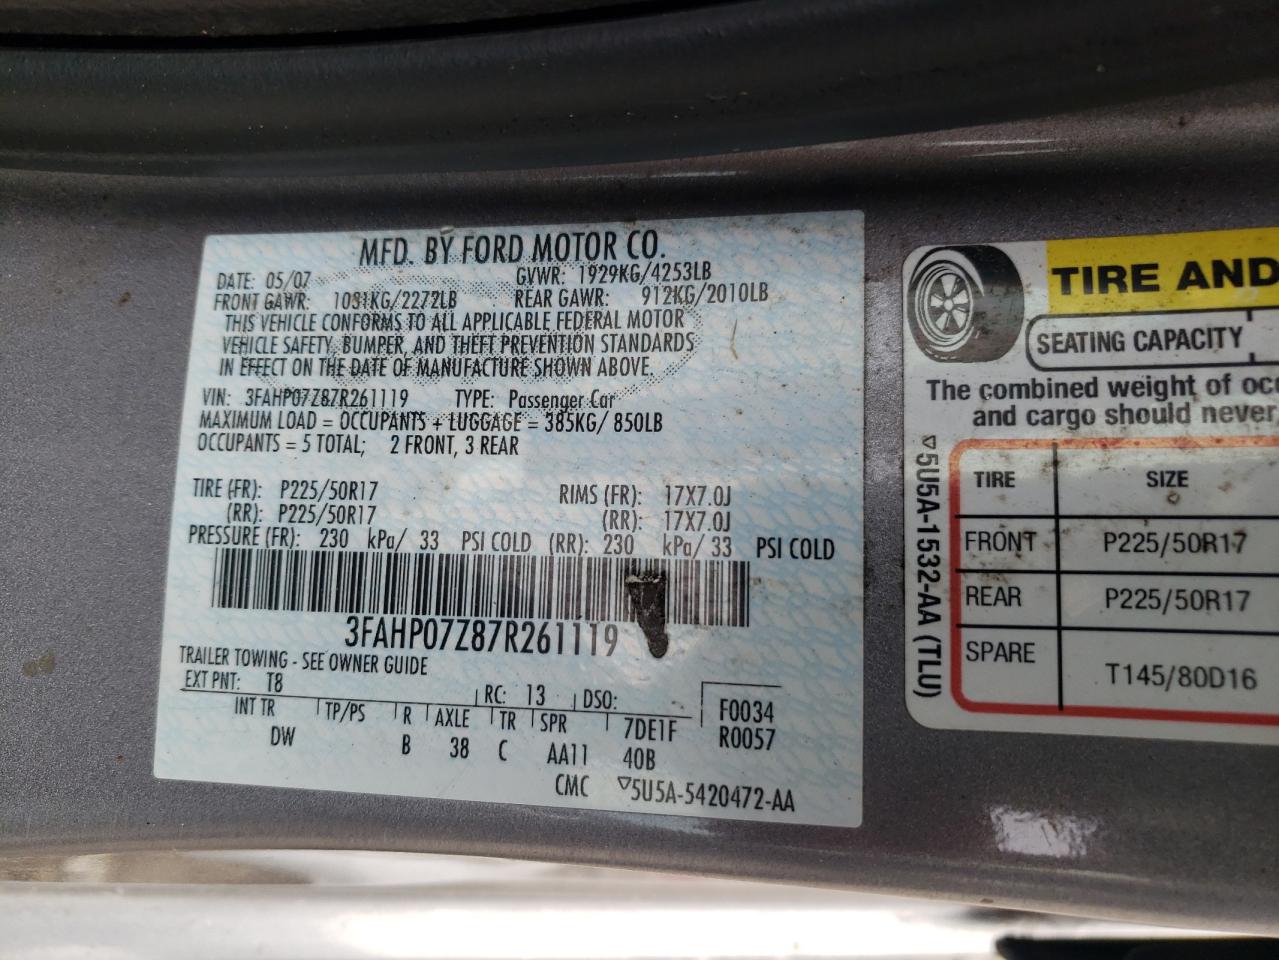 MFD. BY FORD MOTOR CO.
DATE: 05/07 GVWR: 1929KG/4253LB
FRONT GAWR: 1031KG/2272LB REAR GAWR: 912KG/2010LB
THIS VEHICLE CONFORMS TO ALL APPLICABLE FEDERAL MOTOR
VEHICLE SAFETY, BUMPER, AND THEFT PREVENTION STANDARDS
IN EFFECT ON THE DATE OF MANUFACTURE SHOWN ABOVE.
VIN: 3FAHP07Z87R261119 TYPE: Passenger Car
MAXIMUM LOAD = OCCUPANTS + LUGGAGE = 385KG/ 850LB
OCCUPANTS = 5 TOTAL; 2 FRONT, 3 REAR
TIRE (FR): P225/50R17 RIMS (FR): 17X7.0J
(RR): P225/50R17 (RR): 17X7.0J
PRESSURE (FR): 230 kPa/ 33 PSI COLD (RR): 230 kPa/ 33 PSI COLD
3FAHP07Z87R261119
TRAILER TOWING - SEE OWNER GUIDE
EXT PNT: T8 RC: 13 DSO: F0034
INT TR TP/PS R AXLE TR SPR 7DE1F R0057
DW B 38 C AA11 40B
CMC ▽5U5A-5420472-AA
TIRE AND
SEATING CAPACITY
The combined weight of occ
and cargo should never
▽5U5A-1532-AA (TLU)
TIRE SIZE
FRONT P225/50R17
REAR P225/50R17
SPARE T145/80D16